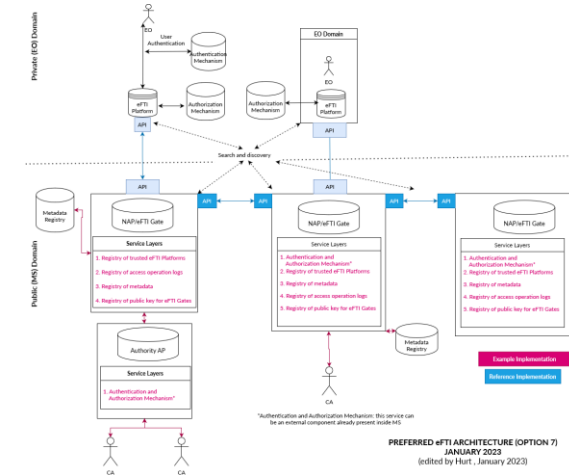 Private (EO) Domain
EO
User
Authentication
Authentication
Mechanism
eFTI
Platform
Authorization
Mechanism
API
EO Domain
EO
Authorization
Mechanism
eFTI
Platform
API
Search and discovery
Public (MS) Domain
Metadata
Registry
API
API
NAP/eFTI Gate
Service Layers
1. Registry of trusted eFTI Platforms
2. Registry of access operation logs
3. Registry of metadata
4. Registry of public key for eFTI Gates
Authority AP
Service Layers
1. Authentication and
Authorization Mechanism*
CA
CA
API
API
API
NAP/eFTI Gate
Service Layers
1. Authentication and
Authorization Mechanism*
2. Registry of trusted eFTI Platforms
3. Registry of metadata
4. Registry of access operation logs
5. Registry of public key for eFTI Gates
Metadata
Registry
CA
API
NAP/eFTI Gate
Service Layers
1. Authentication and
Authorization Mechanism*
2. Registry of trusted eFTI Platforms
3. Registry of metadata
4. Registry of access operation logs
5. Registry of public key for eFTI Gates
Example Implementation
Reference Implementation
*Authentication and Authorization Mechanism: this service can
be an external component already present inside MS
PREFERRED eFTI ARCHITECTURE (OPTION 7)
JANUARY 2023
(edited by Hurt , January 2023)